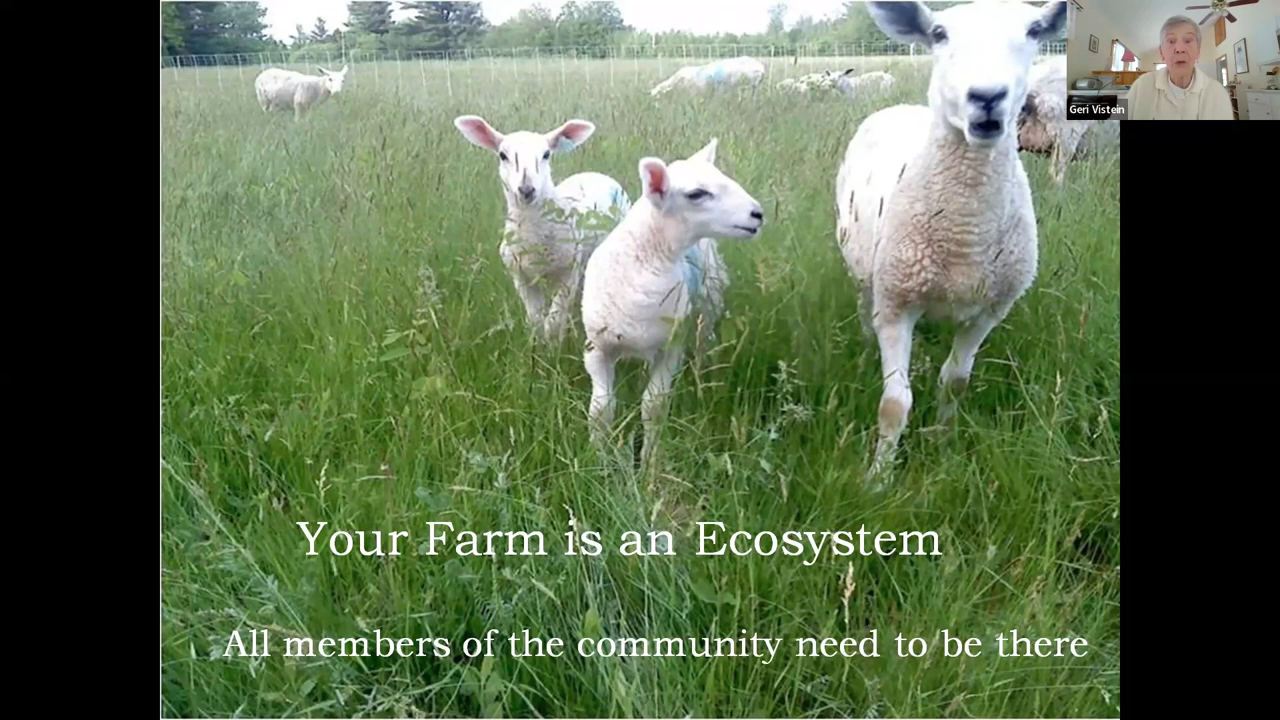 Geri Vistein
Your Farm is an Ecosystem
All members of the community need to be there